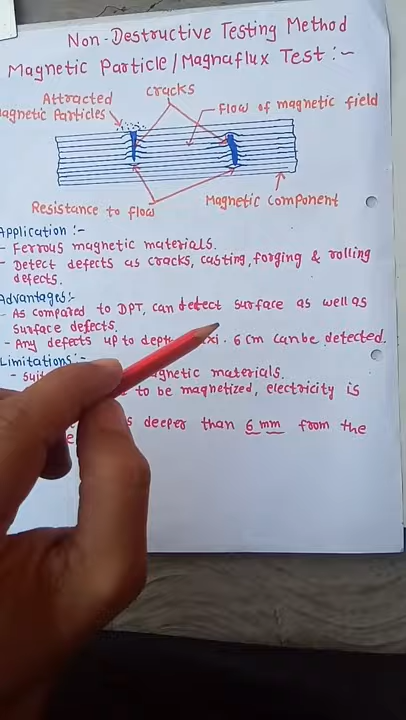 Non-Destructive Testing Method
Magnetic Particle/Magnaflux Test:-
Attracted
agnetic Particles
cracks
flow of magnetic field
Resistance to flow
Magnetic component
Application:-
- Ferrous magnetic materials.
- Detect defects as cracks, casting, forging & rolling
defects.
Advantages:-
- As compared to DPT, can detect surface as well as
surface defects.
- Any defects up to depth xi. 6 cm can be detected.
Limitations:-
- Suit gnetic materials.
to be magnetized, electricity is
s deeper than 6 mm from the